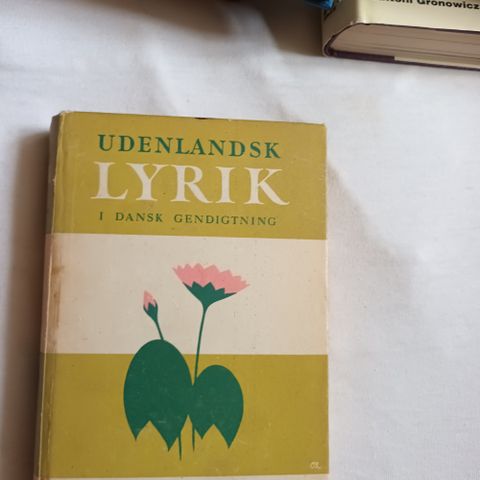 Gronowicz
UDENLANDSK
LYRIK
I DANSK GENDIGTNING